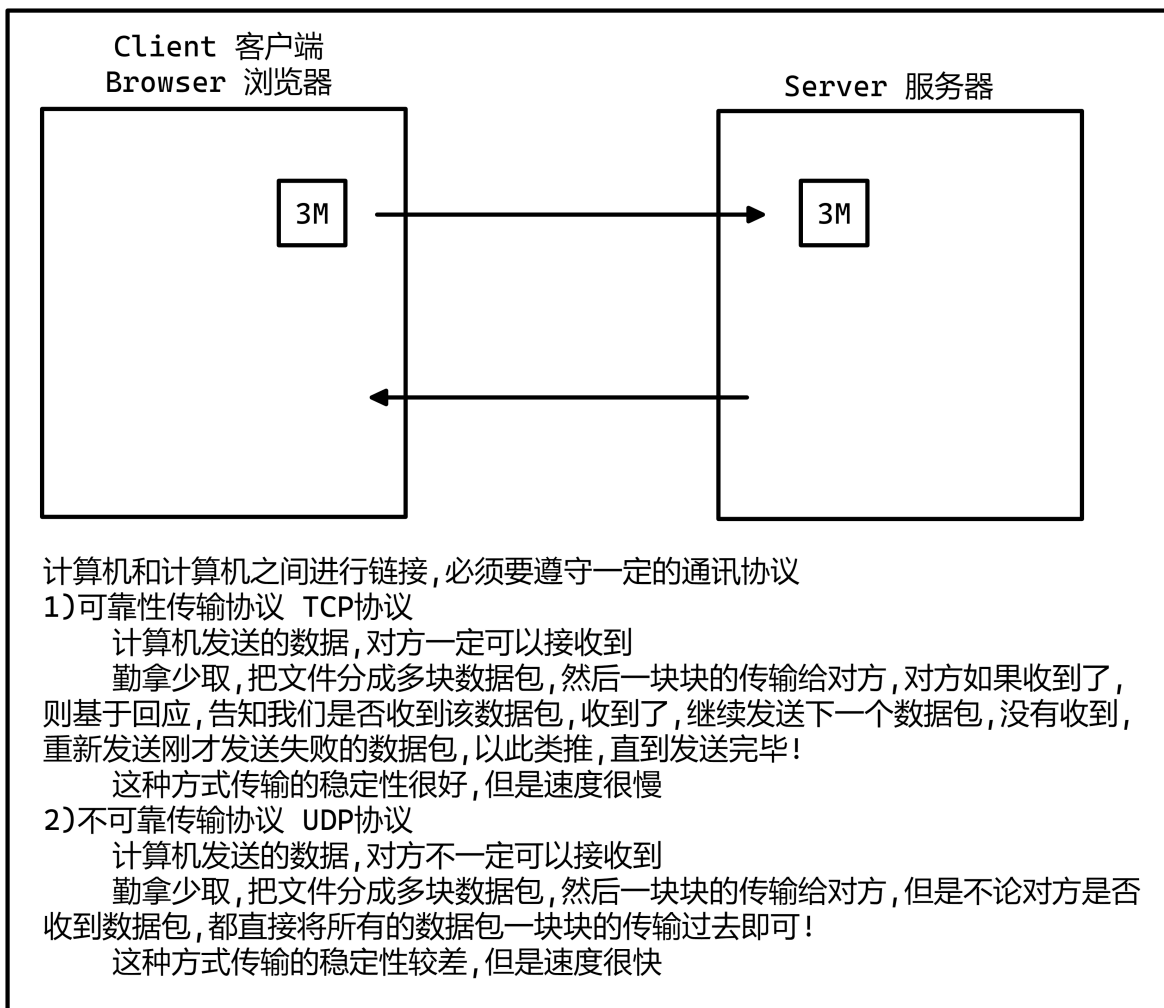 Client 客户端
Browser 浏览器
Server 服务器
3M
3M
计算机和计算机之间进行链接,必须要遵守一定的通讯协议
1)可靠性传输协议 TCP协议
计算机发送的数据,对方一定可以接收到
勤拿少取,把文件分成多块数据包,然后一块块的传输给对方,对方如果收到了,
则基于回应,告知我们是否收到该数据包,收到了,继续发送下一个数据包,没有收到,
重新发送刚才发送失败的数据包,以此类推,直到发送完毕!
这种方式传输的稳定性很好,但是速度很慢
2)不可靠传输协议 UDP协议
计算机发送的数据,对方不一定可以接收到
勤拿少取,把文件分成多块数据包,然后一块块的传输给对方,但是不论对方是否
收到数据包,都直接将所有的数据包一块块的传输过去即可!
这种方式传输的稳定性较差,但是速度很快